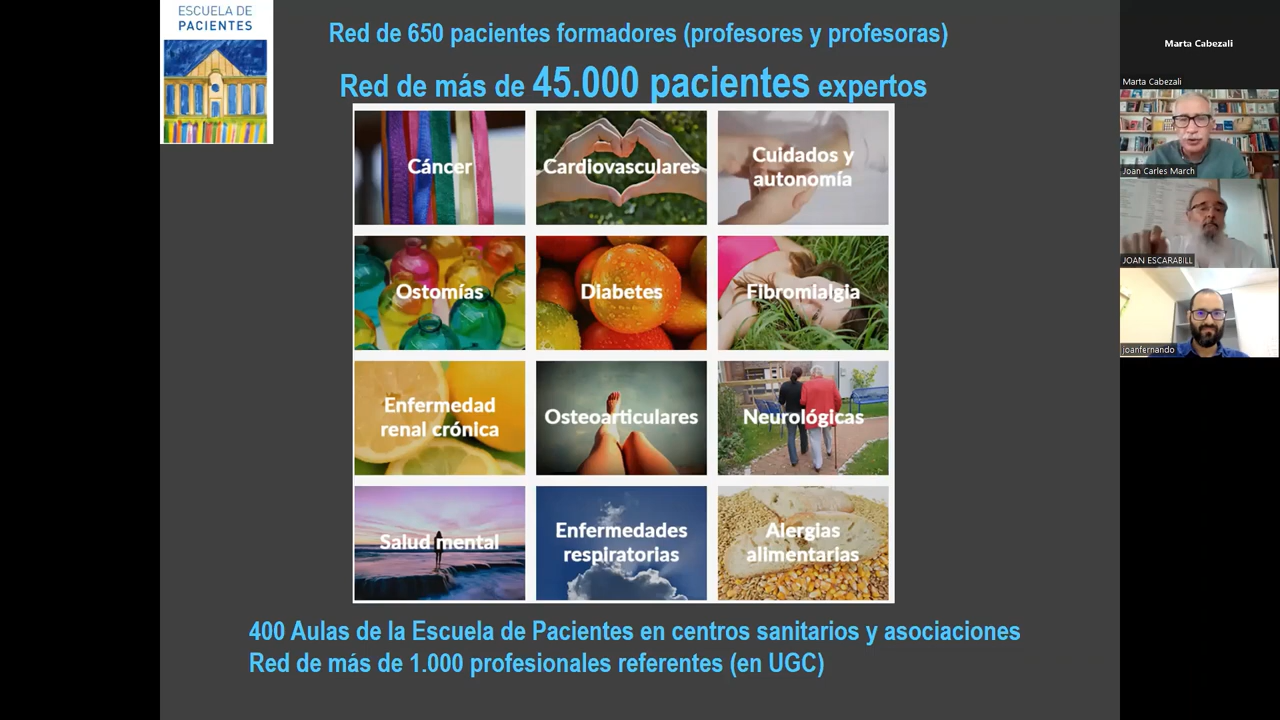 ESCUELA DE
PACIENTES
Red de 650 pacientes formadores (profesores y profesoras)
Red de más de 45.000 pacientes expertos
Cáncer
Cardiovasculares
Cuidados y
autonomía
Ostomías
Diabetes
Fibromialgia
Enfermedad
renal crónica
Osteoarticulares
Neurológicas
Salud mental
Enfermedades
respiratorias
Alergias
alimentarias
400 Aulas de la Escuela de Pacientes en centros sanitarios y asociaciones
Red de más de 1.000 profesionales referentes (en UGC)
Marta Cabezali
Marta Cabezali
Joan Carles March
JOAN ESCARABILL
joanfernando